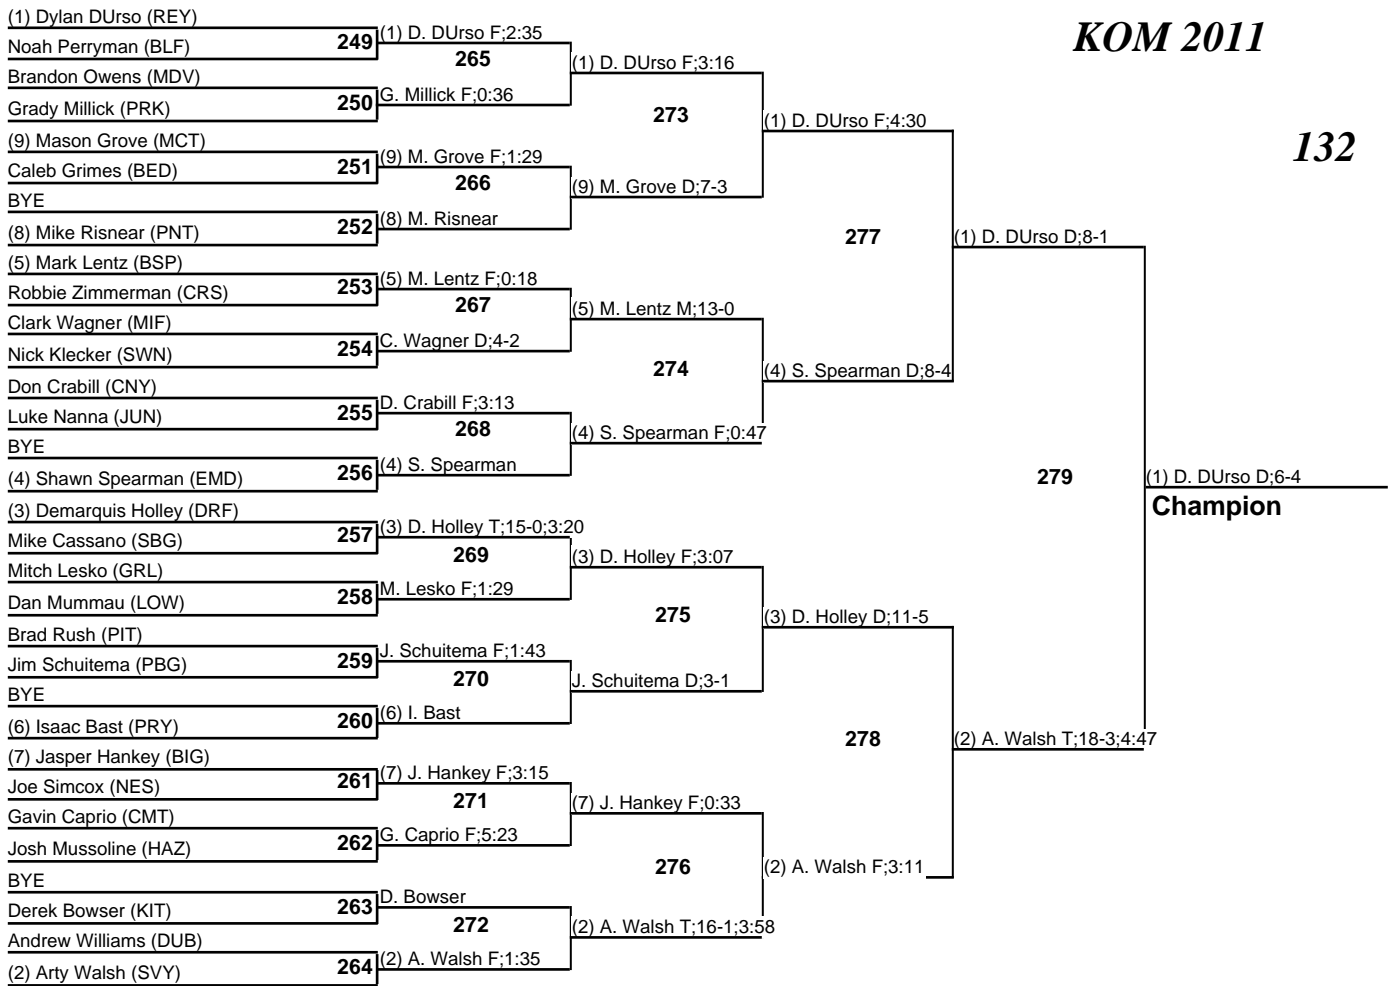 KOM 2011
132
(1) Dylan DUrso (REY)
Noah Perryman (BLF)
Brandon Owens (MDV)
Grady Millick (PRK)
(9) Mason Grove (MCT)
Caleb Grimes (BED)
BYE
(8) Mike Risnear (PNT)
(5) Mark Lentz (BSP)
Robbie Zimmerman (CRS)
Clark Wagner (MIF)
Nick Klecker (SWN)
Don Crabill (CNY)
Luke Nanna (JUN)
BYE
(4) Shawn Spearman (EMD)
(3) Demarquis Holley (DRF)
Mike Cassano (SBG)
Mitch Lesko (GRL)
Dan Mummau (LOW)
Brad Rush (PIT)
Jim Schuitema (PBG)
BYE
(6) Isaac Bast (PRY)
(7) Jasper Hankey (BIG)
Joe Simcox (NES)
Gavin Caprio (CMT)
Josh Mussoline (HAZ)
BYE
Derek Bowser (KIT)
Andrew Williams (DUB)
(2) Arty Walsh (SVY)
249
250
251
252
253
254
255
256
257
258
259
260
261
262
263
264
(1) D. DUrso F;2:35
265
G. Millick F;0:36
(9) M. Grove F;1:29
266
(8) M. Risnear
(5) M. Lentz F;0:18
267
C. Wagner D;4-2
D. Crabill F;3:13
268
(4) S. Spearman
(3) D. Holley T;15-0;3:20
269
M. Lesko F;1:29
J. Schuitema F;1:43
270
(6) I. Bast
(7) J. Hankey F;3:15
271
G. Caprio F;5:23
D. Bowser
272
(2) A. Walsh F;1:35
(1) D. DUrso F;3:16
273
(9) M. Grove D;7-3
(5) M. Lentz M;13-0
274
(4) S. Spearman F;0:47
(3) D. Holley F;3:07
275
J. Schuitema D;3-1
(7) J. Hankey F;0:33
276
(2) A. Walsh T;16-1;3:58
(1) D. DUrso F;4:30
277
(4) S. Spearman D;8-4
(3) D. Holley D;11-5
278
(2) A. Walsh F;3:11
(1) D. DUrso D;8-1
279
(2) A. Walsh T;18-3;4:47
(1) D. DUrso D;6-4
Champion